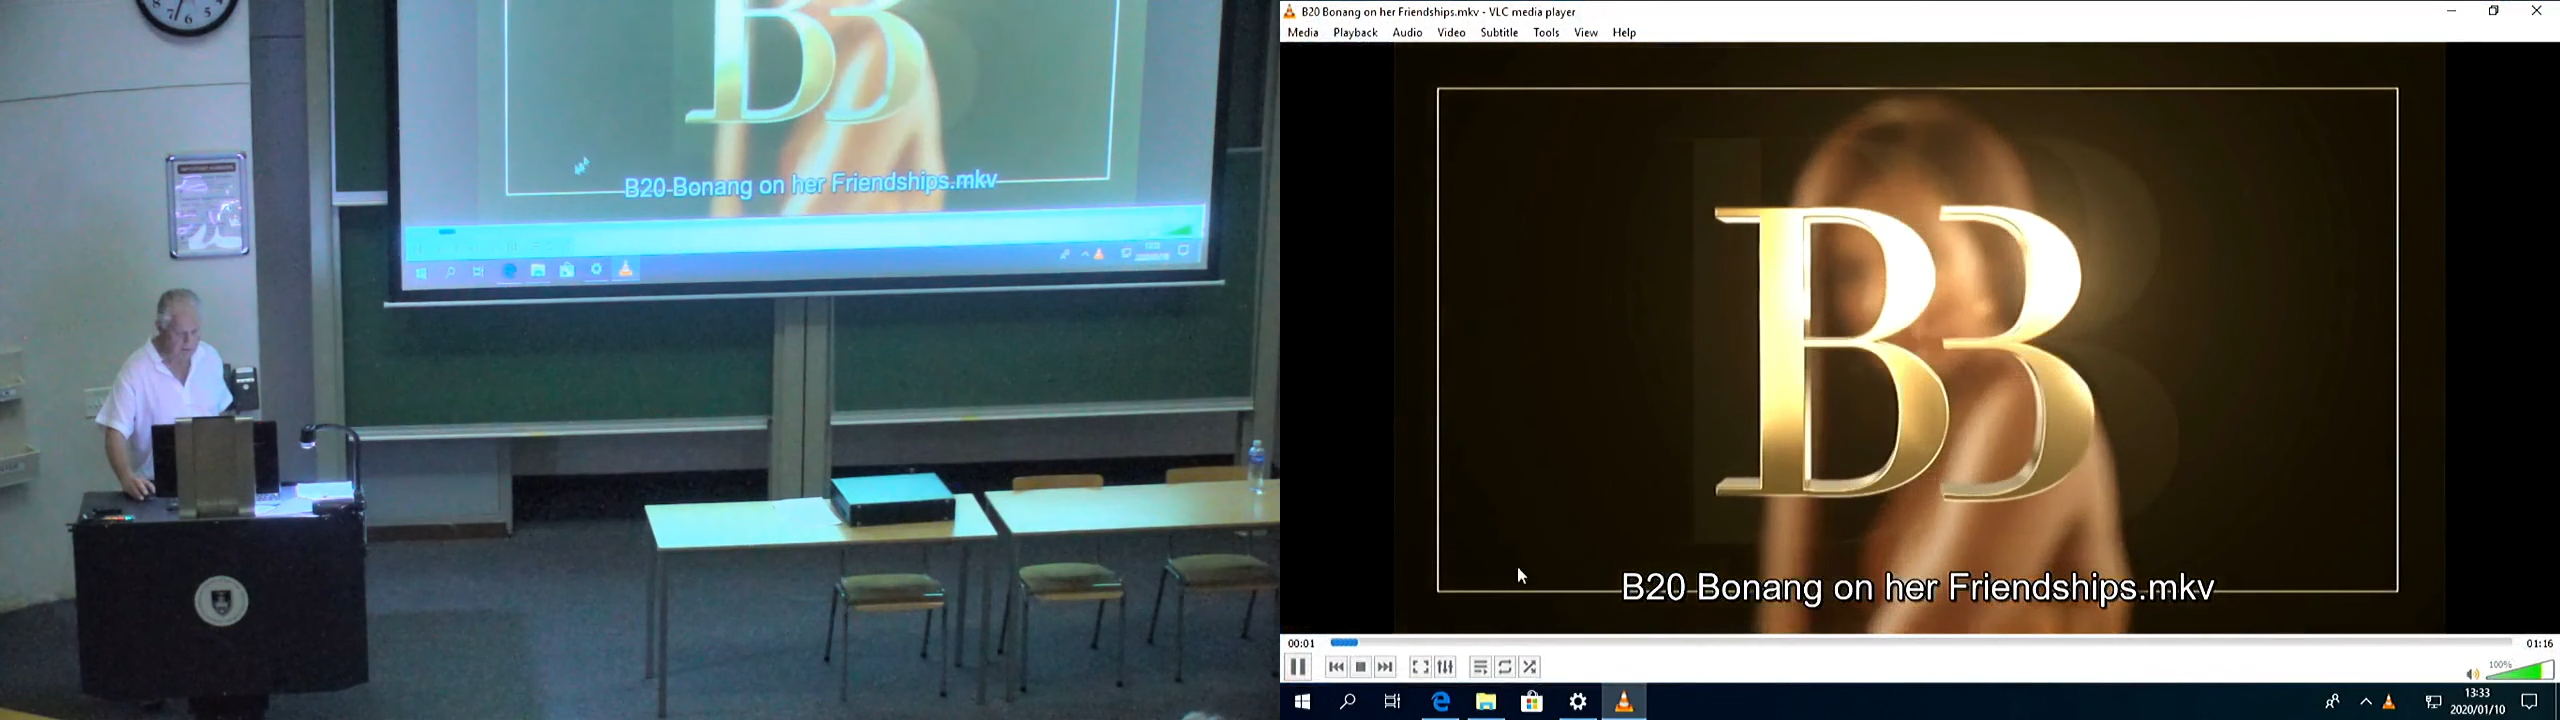 B20 Bonang on her Friendships.mkv
B20 Bonang on her Friendships.mkv - VLC media player
Media Playback Audio Video Subtitle Tools View Help
BB
B20 Bonang on her Friendships.mkv
00:01
01:16
100%
13:33
2020/01/10